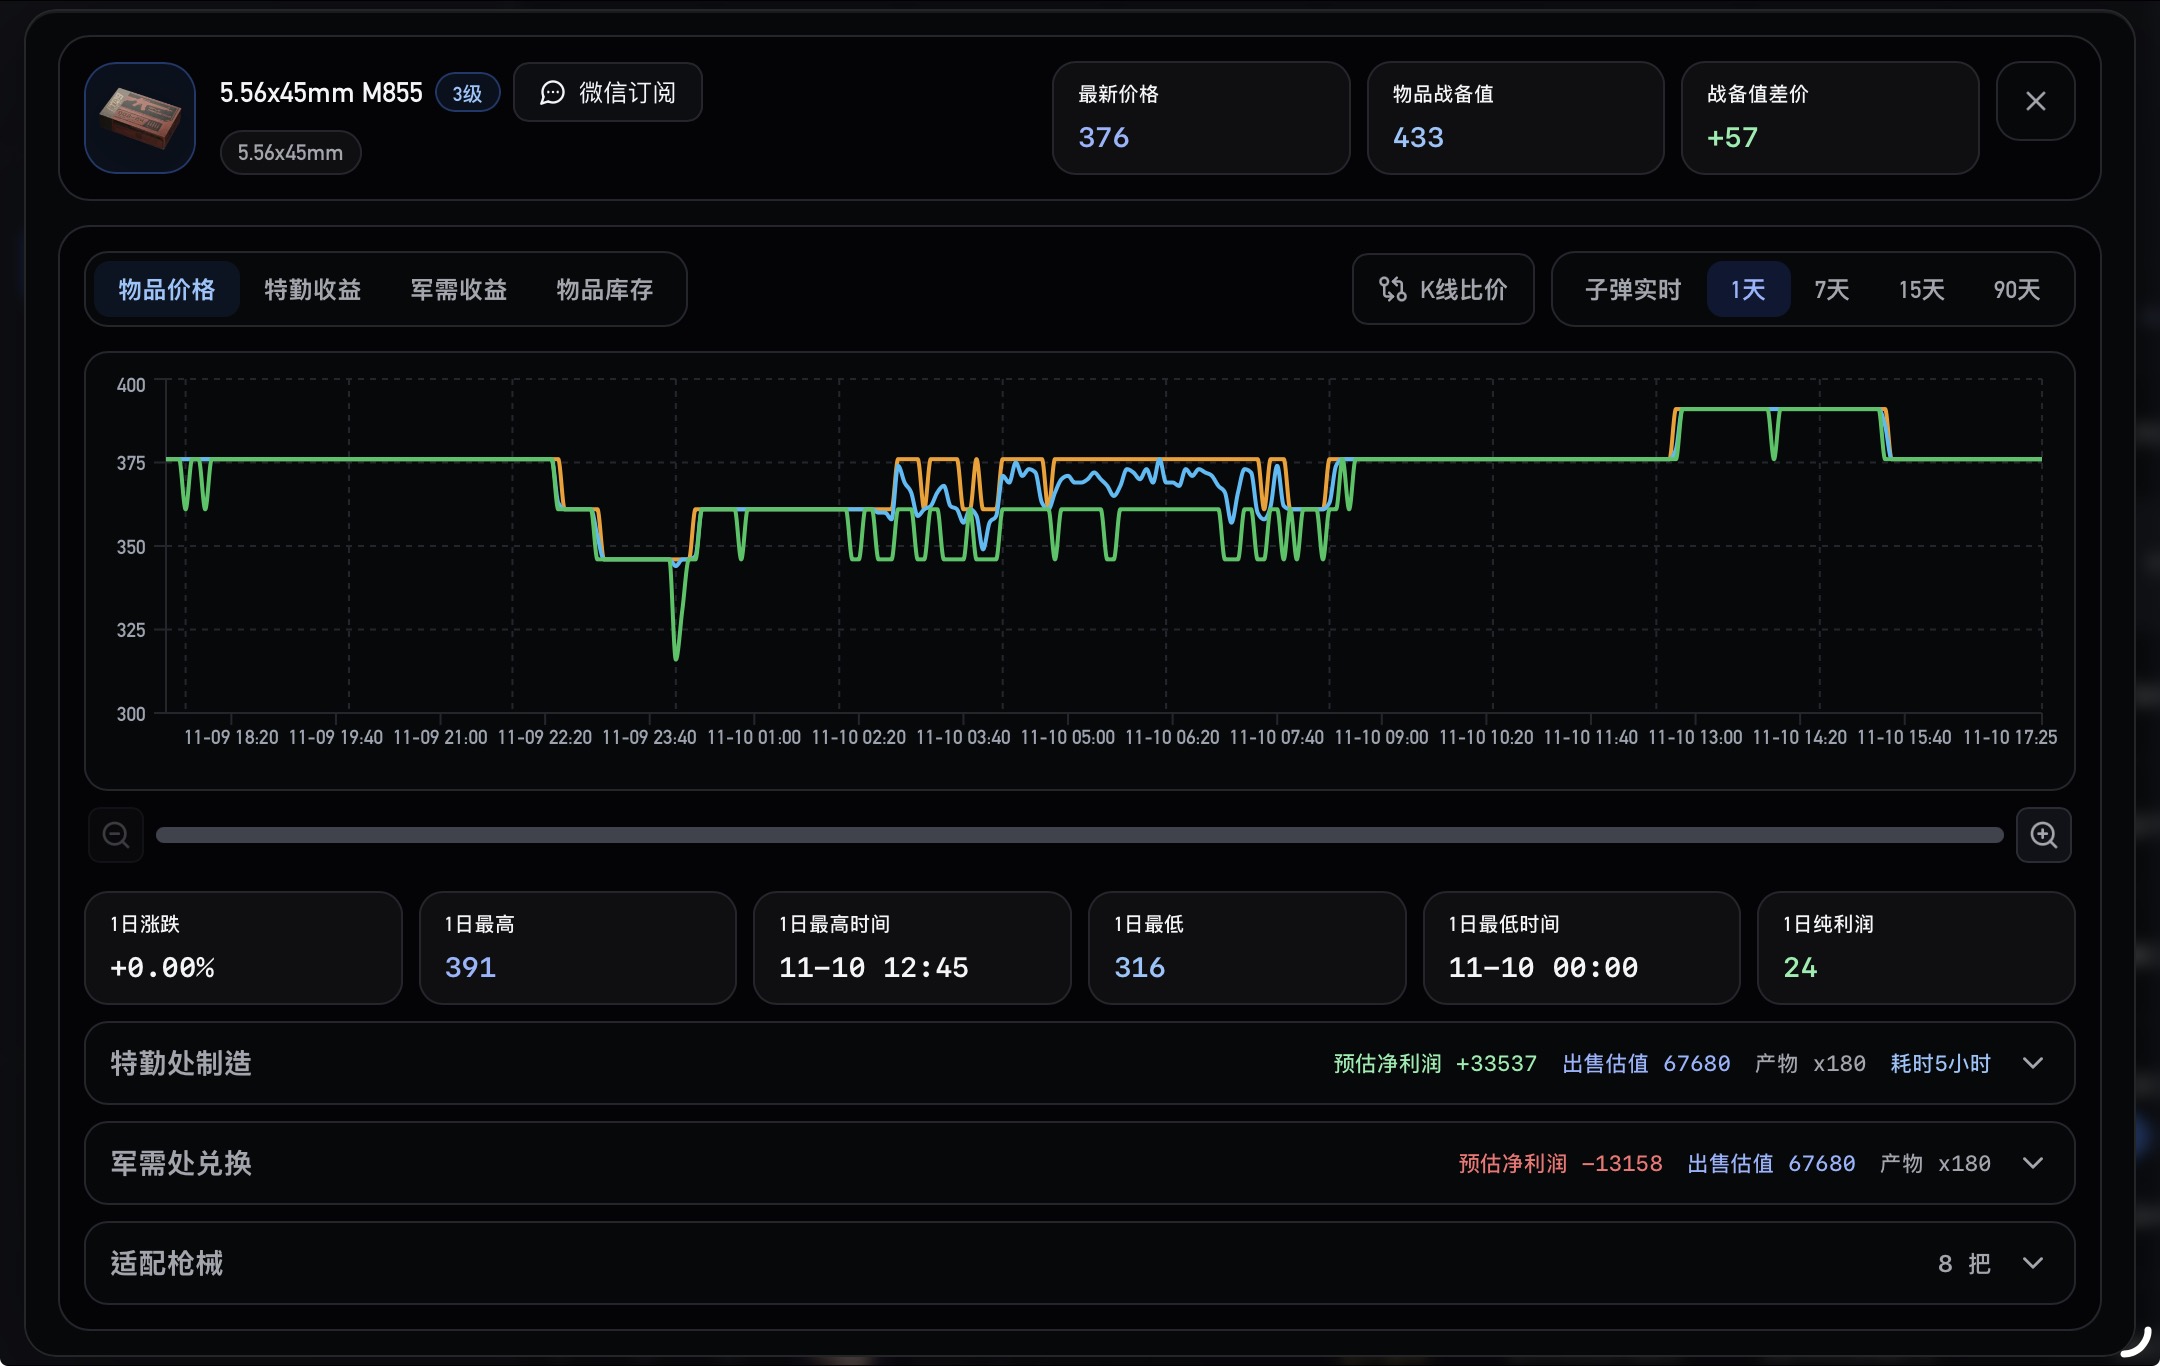 5.56x45mm M855 3级 微信订阅
5.56x45mm
最新价格
376
物品战备值
433
战备值差价
+57
物品价格 特勤收益 军需收益 物品库存
K线比价
子弹实时 1天 7天 15天 90天
400
375
350
325
300
11-09 18:20 11-09 19:40 11-09 21:00 11-09 22:20 11-09 23:40 11-10 01:00 11-10 02:20 11-10 03:40 11-10 05:00 11-10 06:20 11-10 07:40 11-10 09:00 11-10 10:20 11-10 11:40 11-10 13:00 11-10 14:20 11-10 15:40 11-10 17:25
1日涨跌
+0.00%
1日最高
391
1日最高时间
11-10 12:45
1日最低
316
1日最低时间
11-10 00:00
1日纯利润
24
特勤处制造 预估净利润 +33537 出售估值 67680 产物 x180 耗时5小时
军需处兑换 预估净利润 -13158 出售估值 67680 产物 x180
适配枪械 8 把